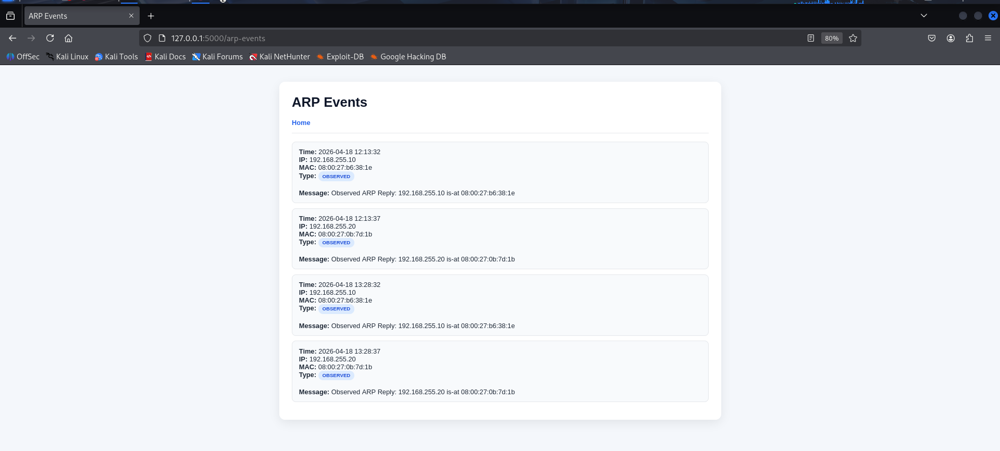 ARP Events
127.0.0.1:5000/arp-events
80%
OffSec Kali Linux Kali Tools Kali Docs Kali Forums Kali NetHunter Exploit-DB Google Hacking DB
ARP Events
Home
Time: 2026-04-18 12:13:32
IP: 192.168.255.10
MAC: 08:00:27:b6:38:1e
Type: OBSERVED
Message: Observed ARP Reply: 192.168.255.10 is-at 08:00:27:b6:38:1e
Time: 2026-04-18 12:13:37
IP: 192.168.255.20
MAC: 08:00:27:0b:7d:1b
Type: OBSERVED
Message: Observed ARP Reply: 192.168.255.20 is-at 08:00:27:0b:7d:1b
Time: 2026-04-18 13:28:32
IP: 192.168.255.10
MAC: 08:00:27:b6:38:1e
Type: OBSERVED
Message: Observed ARP Reply: 192.168.255.10 is-at 08:00:27:b6:38:1e
Time: 2026-04-18 13:28:37
IP: 192.168.255.20
MAC: 08:00:27:0b:7d:1b
Type: OBSERVED
Message: Observed ARP Reply: 192.168.255.20 is-at 08:00:27:0b:7d:1b